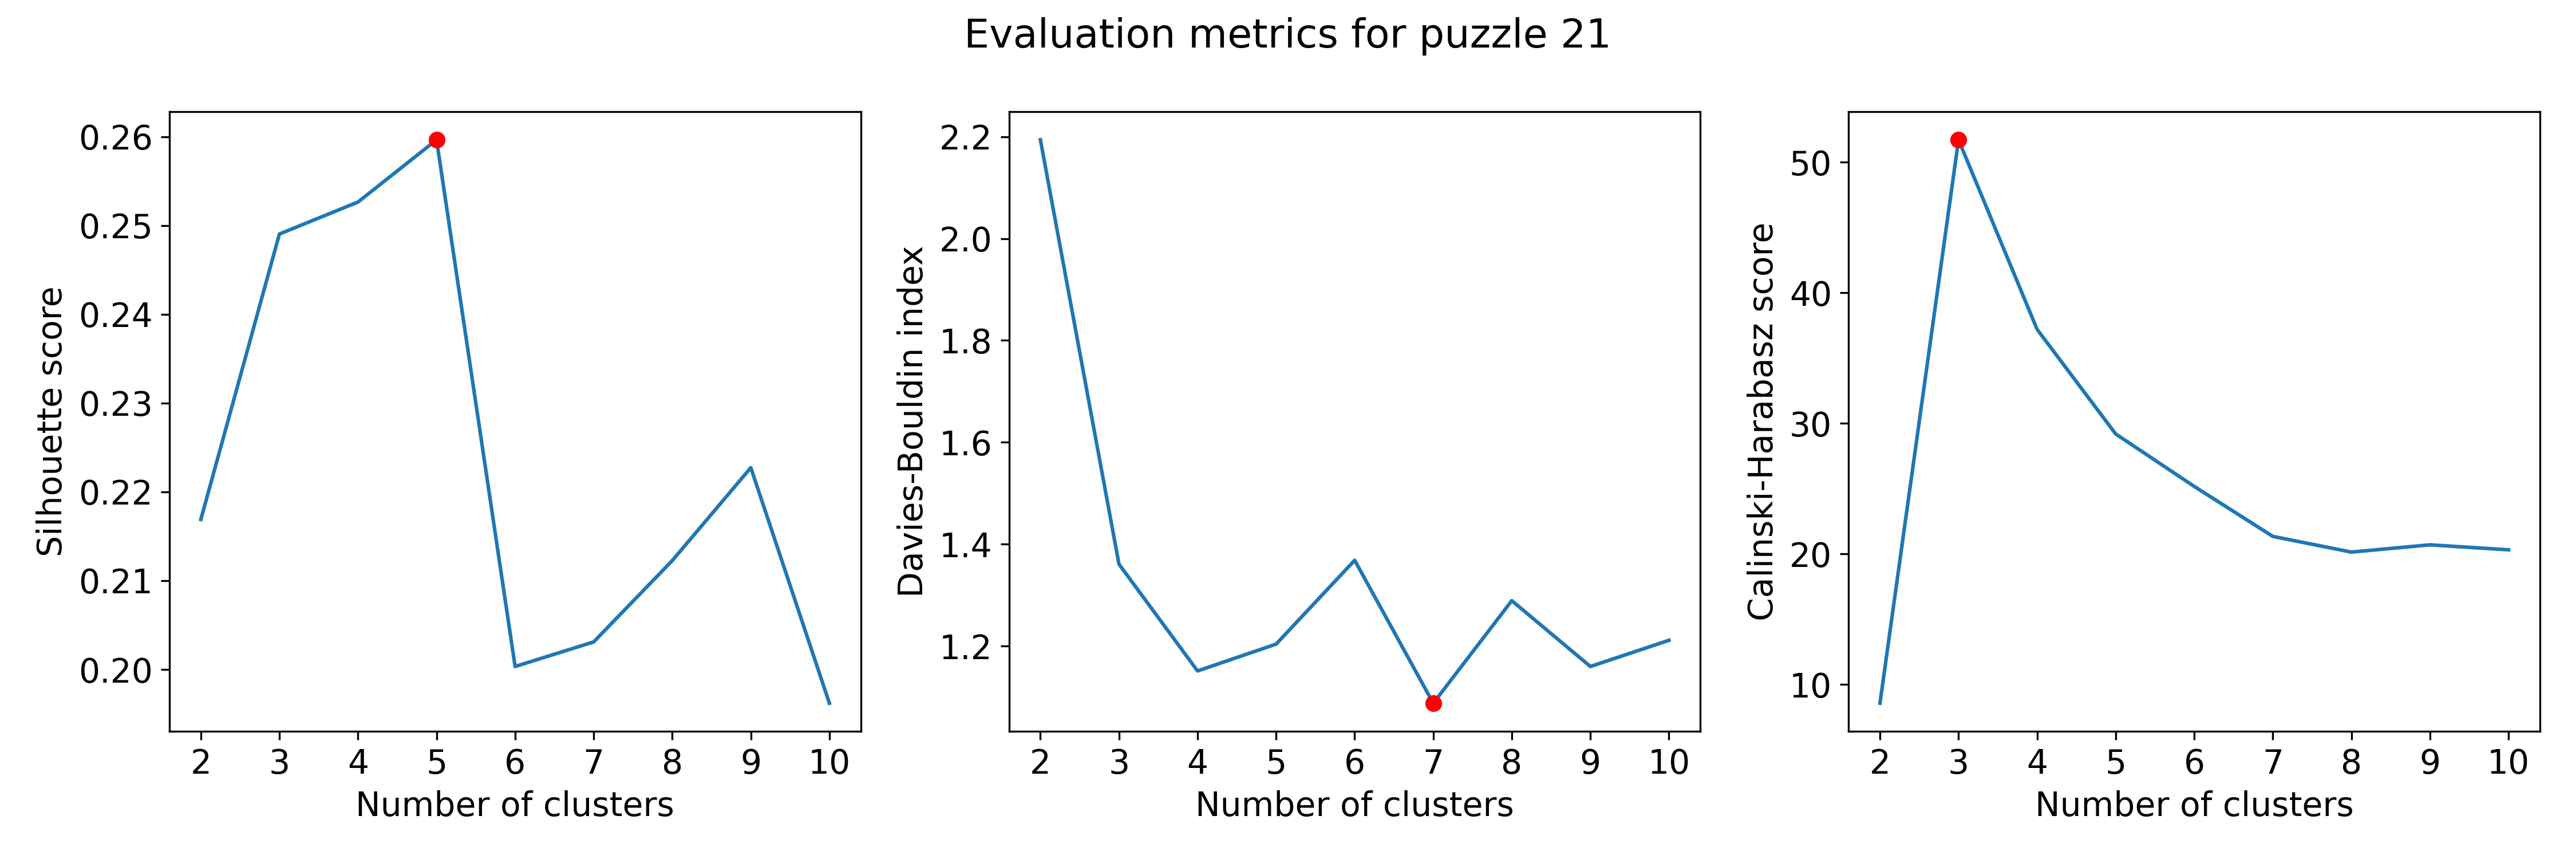 Evaluation metrics for puzzle 21
Silhouette score
0.26
0.25
0.24
0.23
0.22
0.21
0.20
2 3 4 5 6 7 8 9 10
Number of clusters
Davies-Bouldin index
2.2
2.0
1.8
1.6
1.4
1.2
2 3 4 5 6 7 8 9 10
Number of clusters
Calinski-Harabasz score
50
40
30
20
10
2 3 4 5 6 7 8 9 10
Number of clusters